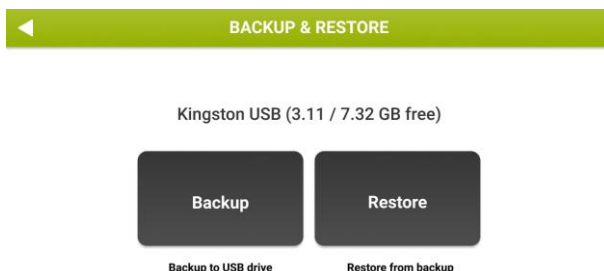 BACKUP & RESTORE
Kingston USB (3.11 / 7.32 GB free)
Backup Restore
Backup to USB drive Restore from backup